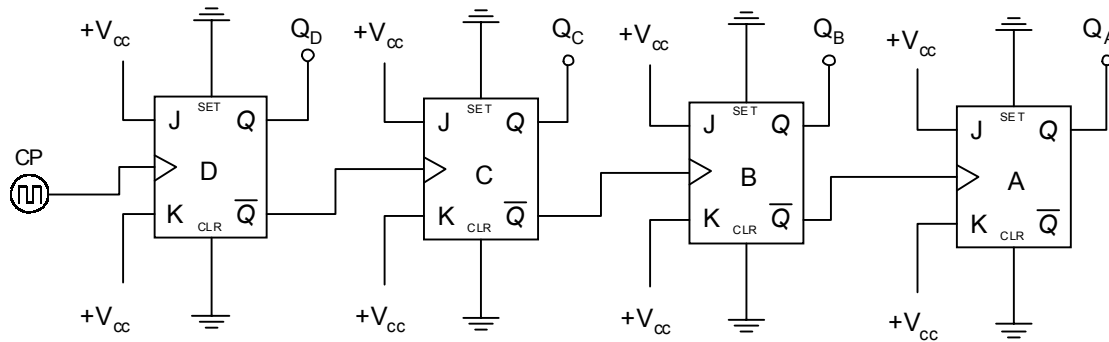 +Vcc QD +Vcc QC +Vcc QB +Vcc QA
SET SET SET SET
J Q J Q J Q J Q
CP D C B A
K Q̅ K Q̅ K Q̅ K Q̅
CLR CLR CLR CLR
+Vcc +Vcc +Vcc +Vcc